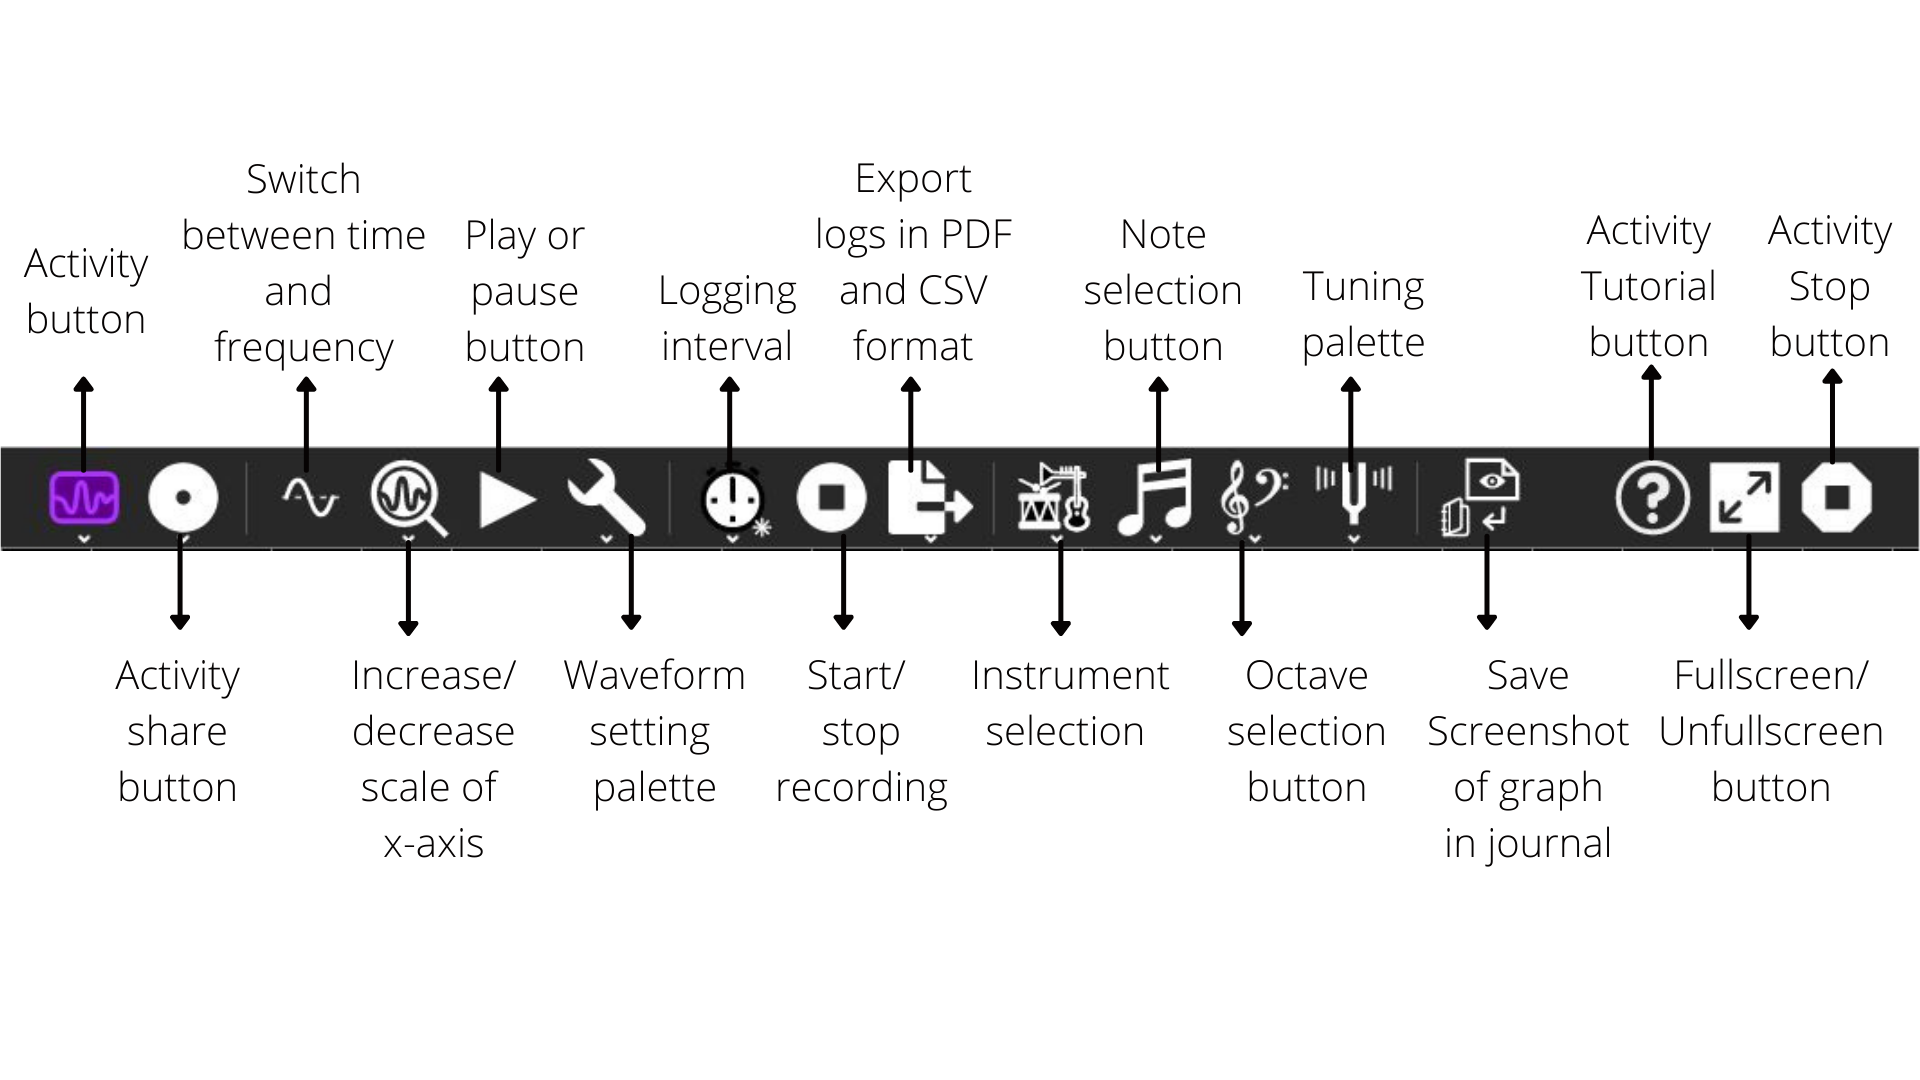 Activity
button
Switch
between time
and
frequency
Play or
pause
button
Logging
interval
Export
logs in PDF
and CSV
format
Note
selection
button
Tuning
palette
Activity
Tutorial
button
Activity
Stop
button
Activity
share
button
Increase/
decrease
scale of
x-axis
Waveform
setting
palette
Start/
stop
recording
Instrument
selection
Octave
selection
button
Save
Screenshot
of graph
in journal
Fullscreen/
Unfullscreen
button